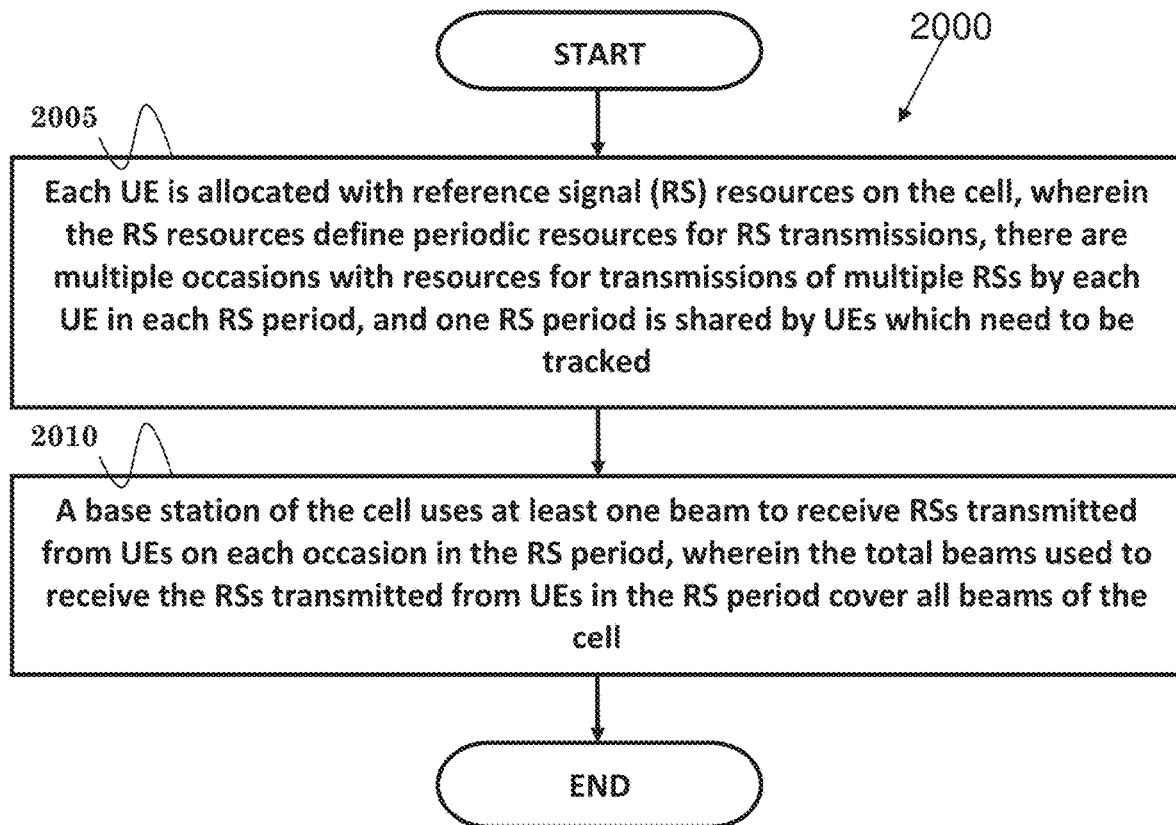 2000
START
2005
Each UE is allocated with reference signal (RS) resources on the cell, wherein
the RS resources define periodic resources for RS transmissions, there are
multiple occasions with resources for transmissions of multiple RSs by each
UE in each RS period, and one RS period is shared by UEs which need to be
tracked
2010
A base station of the cell uses at least one beam to receive RSs transmitted
from UEs on each occasion in the RS period, wherein the total beams used to
receive the RSs transmitted from UEs in the RS period cover all beams of the
cell
END